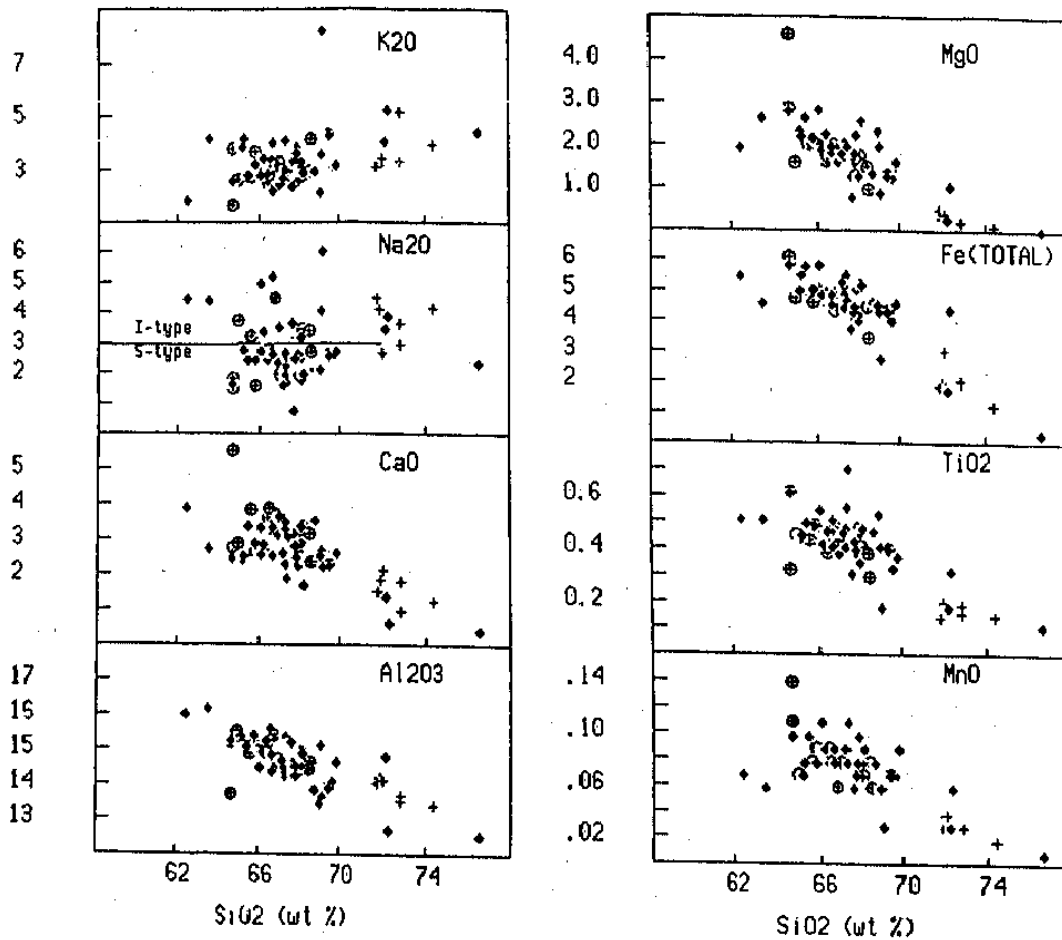 K2O
7
5
3
Na2O
6
5
4
3
2
I-type
S-type
CaO
5
4
3
2
Al2O3
17
16
15
14
13
62 66 70 74
SiO2 (wt %)
MgO
4.0
3.0
2.0
1.0
Fe(TOTAL)
6
5
4
3
2
TiO2
0.6
0.4
0.2
MnO
.14
.10
.06
.02
62 66 70 74
SiO2 (wt %)